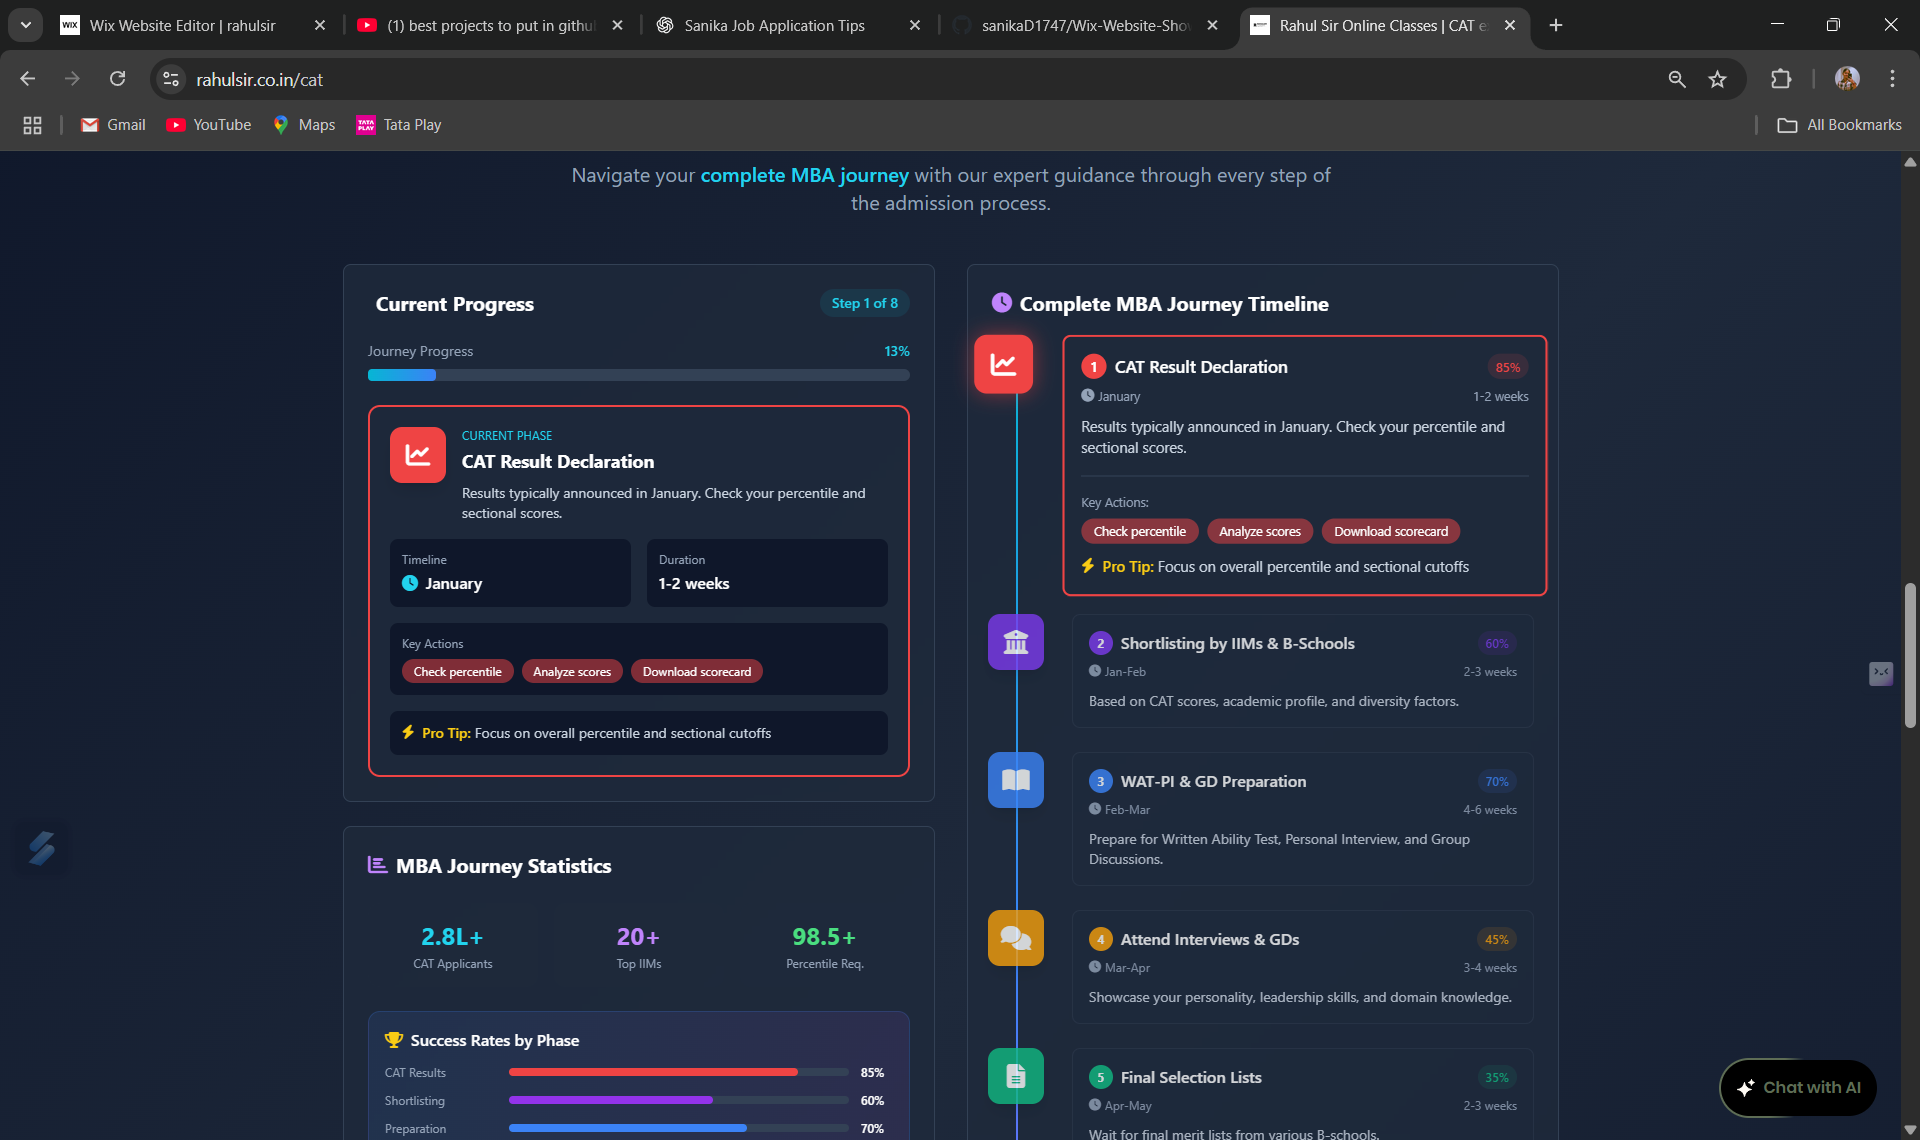 WIX Wix Website Editor | rahulsir
(1) best projects to put in githu
Sanika Job Application Tips
sanikaD1747/Wix-Website-Sho
Rahul Sir Online Classes | CAT e
rahulsir.co.in/cat
Gmail
YouTube
Maps
TATA PLAY Tata Play
All Bookmarks
Navigate your complete MBA journey with our expert guidance through every step of
the admission process.
Current Progress
Step 1 of 8
Journey Progress
13%
CURRENT PHASE
CAT Result Declaration
Results typically announced in January. Check your percentile and
sectional scores.
Timeline
January
Duration
1-2 weeks
Key Actions
Check percentile
Analyze scores
Download scorecard
Pro Tip: Focus on overall percentile and sectional cutoffs
MBA Journey Statistics
2.8L+
CAT Applicants
20+
Top IIMs
98.5+
Percentile Req.
Success Rates by Phase
CAT Results 85%
Shortlisting 60%
Preparation 70%
Complete MBA Journey Timeline
1 CAT Result Declaration 85%
January 1-2 weeks
Results typically announced in January. Check your percentile and
sectional scores.
Key Actions:
Check percentile
Analyze scores
Download scorecard
Pro Tip: Focus on overall percentile and sectional cutoffs
2 Shortlisting by IIMs & B-Schools 60%
Jan-Feb 2-3 weeks
Based on CAT scores, academic profile, and diversity factors.
3 WAT-PI & GD Preparation 70%
Feb-Mar 4-6 weeks
Prepare for Written Ability Test, Personal Interview, and Group
Discussions.
4 Attend Interviews & GDs 45%
Mar-Apr 3-4 weeks
Showcase your personality, leadership skills, and domain knowledge.
5 Final Selection Lists 35%
Apr-May 2-3 weeks
Wait for final merit lists from various B-schools.
Chat with AI